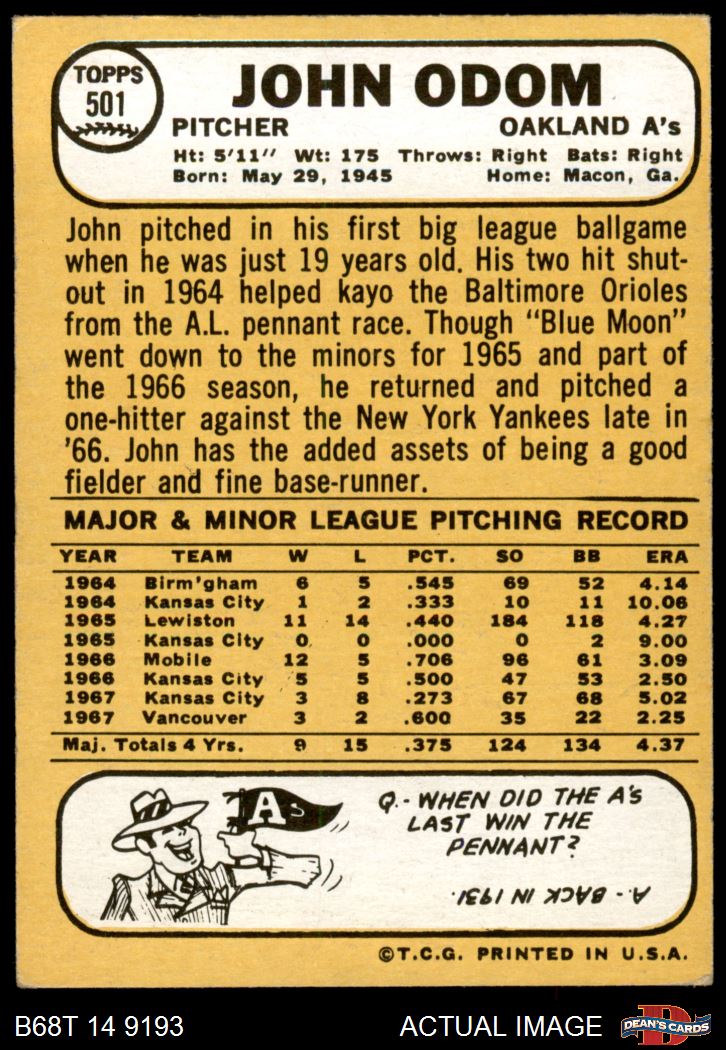 TOPPS
501
JOHN ODOM
PITCHER OAKLAND A's
Ht: 5'11" Wt: 175 Throws: Right Bats: Right
Born: May 29, 1945 Home: Macon, Ga.
John pitched in his first big league ballgame
when he was just 19 years old. His two hit shut-
out in 1964 helped kayo the Baltimore Orioles
from the A.L. pennant race. Though "Blue Moon"
went down to the minors for 1965 and part of
the 1966 season, he returned and pitched a
one-hitter against the New York Yankees late in
'66. John has the added assets of being a good
fielder and fine base-runner.
MAJOR & MINOR LEAGUE PITCHING RECORD
YEAR TEAM W L PCT. SO BB ERA
1964 Birm'gham 6 5 .545 69 52 4.14
1964 Kansas City 1 2 .333 10 11 10.06
1965 Lewiston 11 14 .440 184 118 4.27
1965 Kansas City 0 0 .000 0 2 9.00
1966 Mobile 12 5 .706 96 61 3.09
1966 Kansas City 5 5 .500 47 53 2.50
1967 Kansas City 3 8 .273 67 68 5.02
1967 Vancouver 3 2 .600 35 22 2.25
Maj. Totals 4 Yrs. 9 15 .375 124 134 4.37
A's
Q.- WHEN DID THE A's
LAST WIN THE
PENNANT?
A.- BACK IN 1931.
©T.C.G. PRINTED IN U.S.A.
B68T 14 9193 ACTUAL IMAGE
D
DEAN'S CARDS